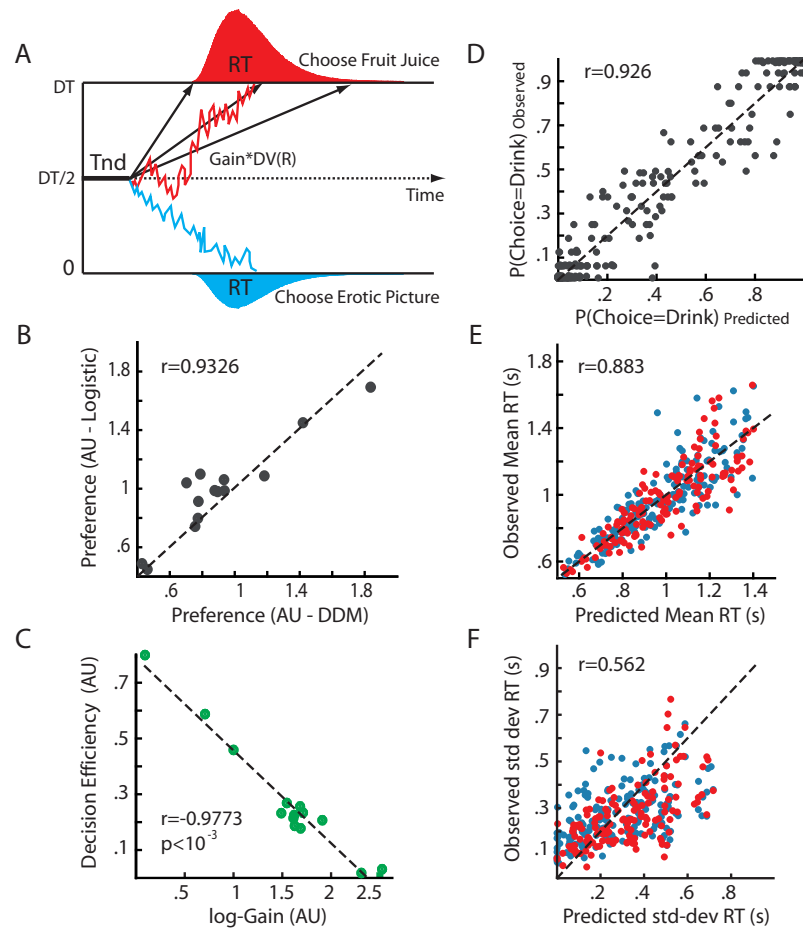 A
RT
Choose Fruit Juice
DT
Tnd
Gain*DV(R)
DT/2
Time
0
RT
Choose Erotic Picture
B
r=0.9326
1.8
1.4
1
.6
Preference (AU - Logistic)
.6
1
1.4
1.8
Preference (AU - DDM)
C
.7
.5
.3
.1
Decision Efficiency (AU)
r=-0.9773
p<10-3
.5
1
1.5
2.5
log-Gain (AU)
D
r=0.926
.9
.7
.5
.3
.1
P(Choice=Drink) Observed
.2
.4
.6
.8
P(Choice=Drink) Predicted
E
r=0.883
1.8
1.4
1
.6
Observed Mean RT (s)
.6
.8
1
1.2
1.4
Predicted Mean RT (s)
F
r=0.562
.9
.7
.5
.3
.1
Observed std dev RT (s)
.2
.4
.6
.8
Predicted std-dev RT (s)